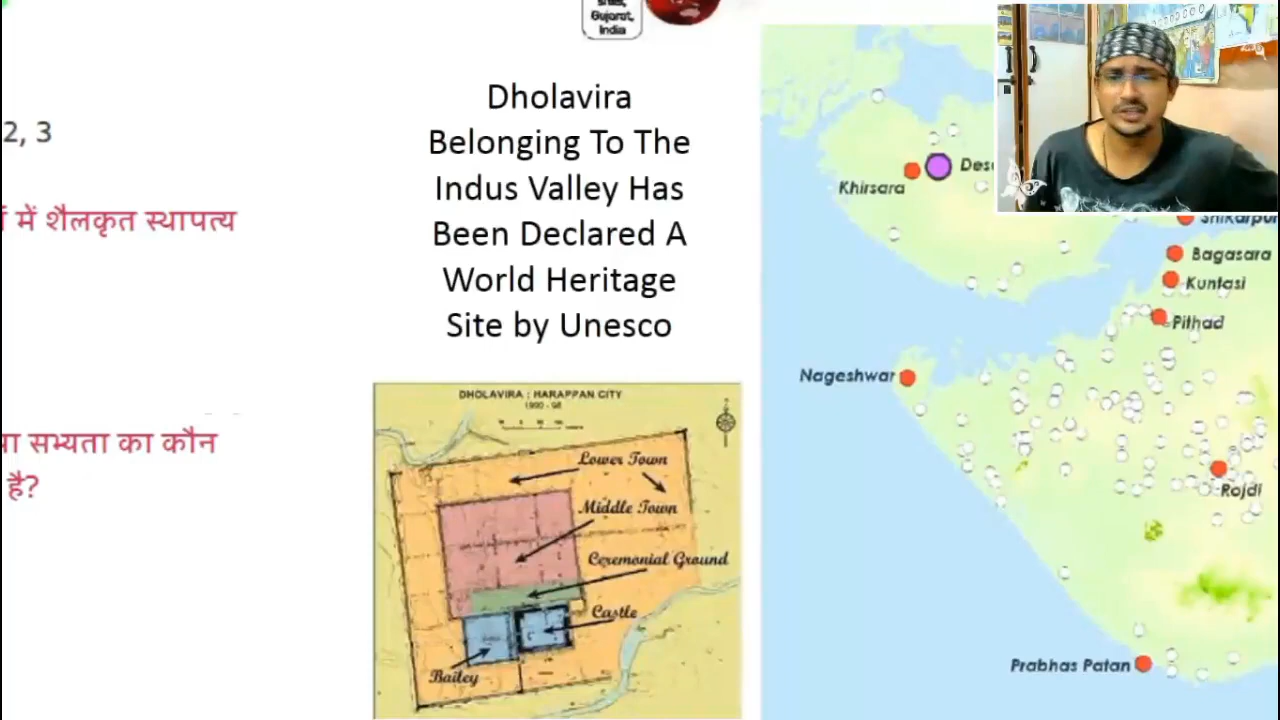 Gujarat,
India
2, 3
में शैलकृत स्थापत्य
सभ्यता का कौन
है?
Dholavira
Belonging To The
Indus Valley Has
Been Declared A
World Heritage
Site by Unesco
DHOLAVIRA : HARAPPAN CITY
Lower Town
Middle Town
Ceremonial Ground
Castle
Bailey
Khirsara
Shikarpur
Bagasara
Kuntasi
Pithad
Nageshwar
Rojdi
Prabhas Patan